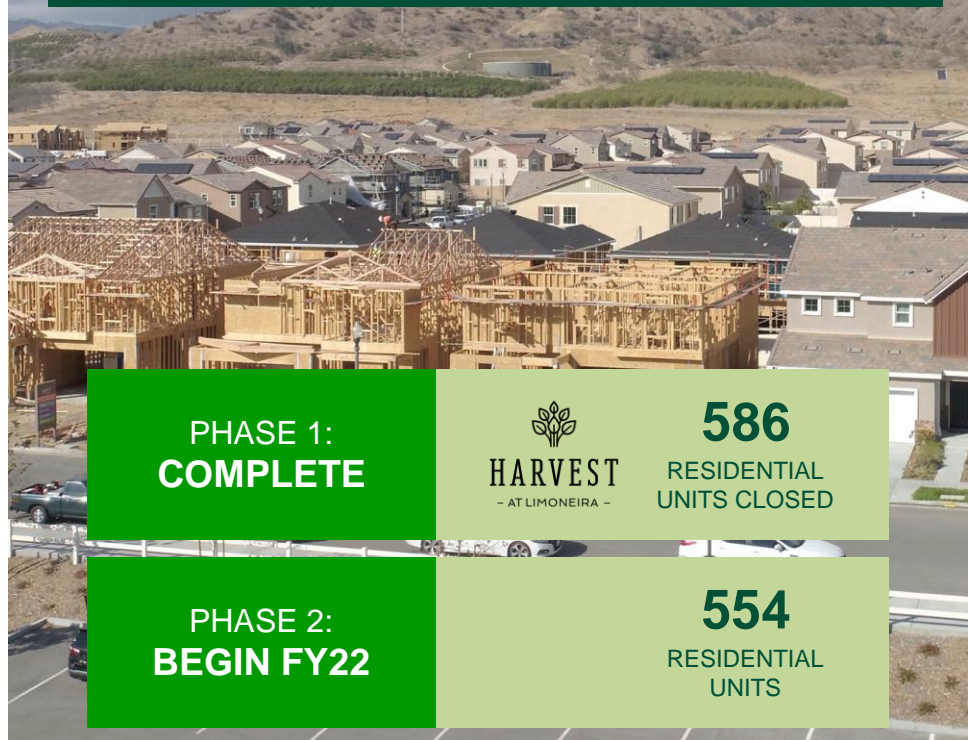 PHASE 1:
COMPLETE
HARVEST
– AT LIMONEIRA –
586
RESIDENTIAL
UNITS CLOSED
PHASE 2:
BEGIN FY22
554
RESIDENTIAL
UNITS